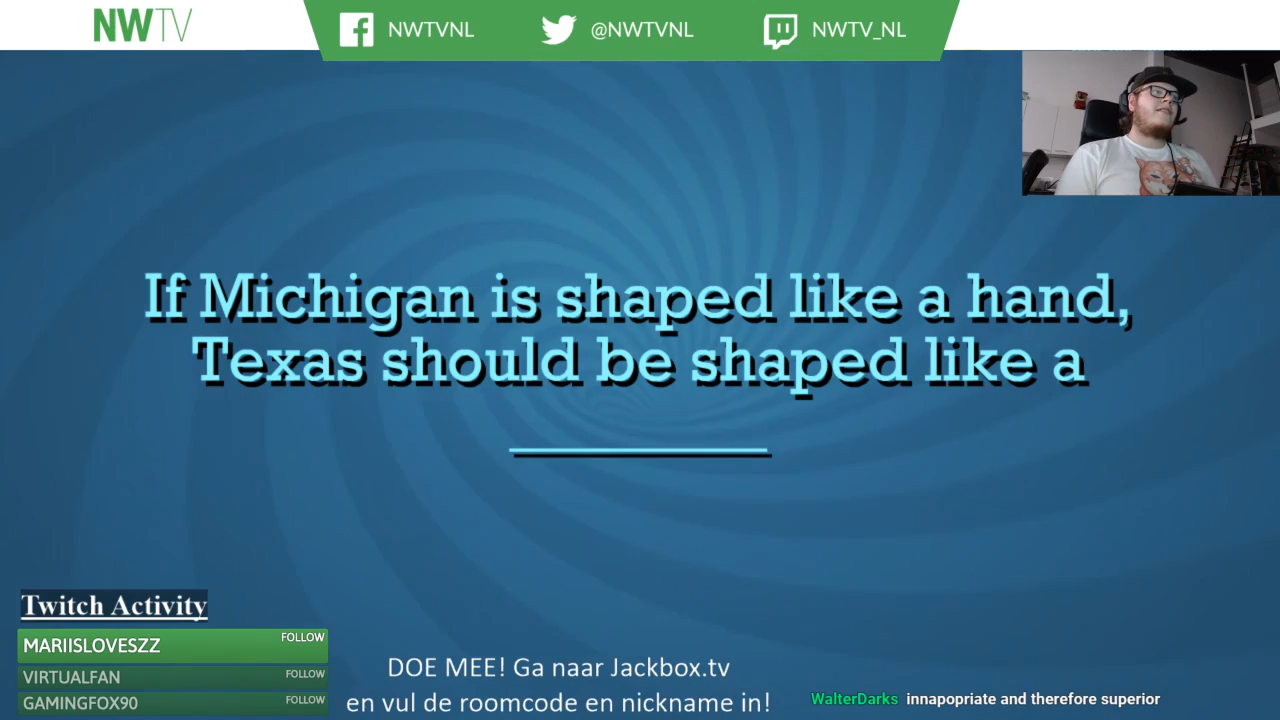 NWTV
NWTVNL
@NWTVNL
NWTV_NL
If Michigan is shaped like a hand,
Texas should be shaped like a
Twitch Activity
MARIISLOVESZZ FOLLOW
VIRTUALFAN FOLLOW
GAMINGFOX90 FOLLOW
DOE MEE! Ga naar Jackbox.tv
en vul de roomcode en nickname in!
WalterDarks innapopriate and therefore superior